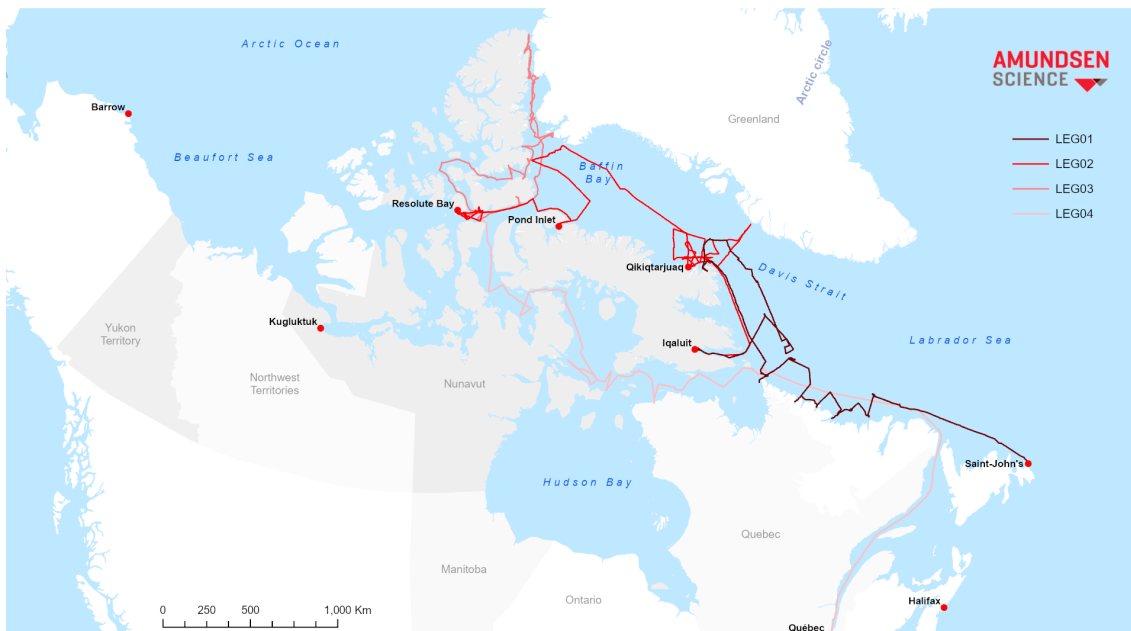 Arctic Ocean
AMUNDSEN
SCIENCE
Arctic circle
Barrow
Greenland
LEG01
Beaufort Sea
Baffin
Bay
LEG02
LEG03
Resolute Bay
LEG04
Pond Inlet
Qikiqtarjuaq
Davis Strait
Kugluktuk
Yukon
Territory
Iqaluit
Labrador Sea
Northwest
Territories
Nunavut
Saint-John's
Hudson Bay
Quebec
Manitoba
Ontario
Halifax
0 250 500 1,000 Km
Québec